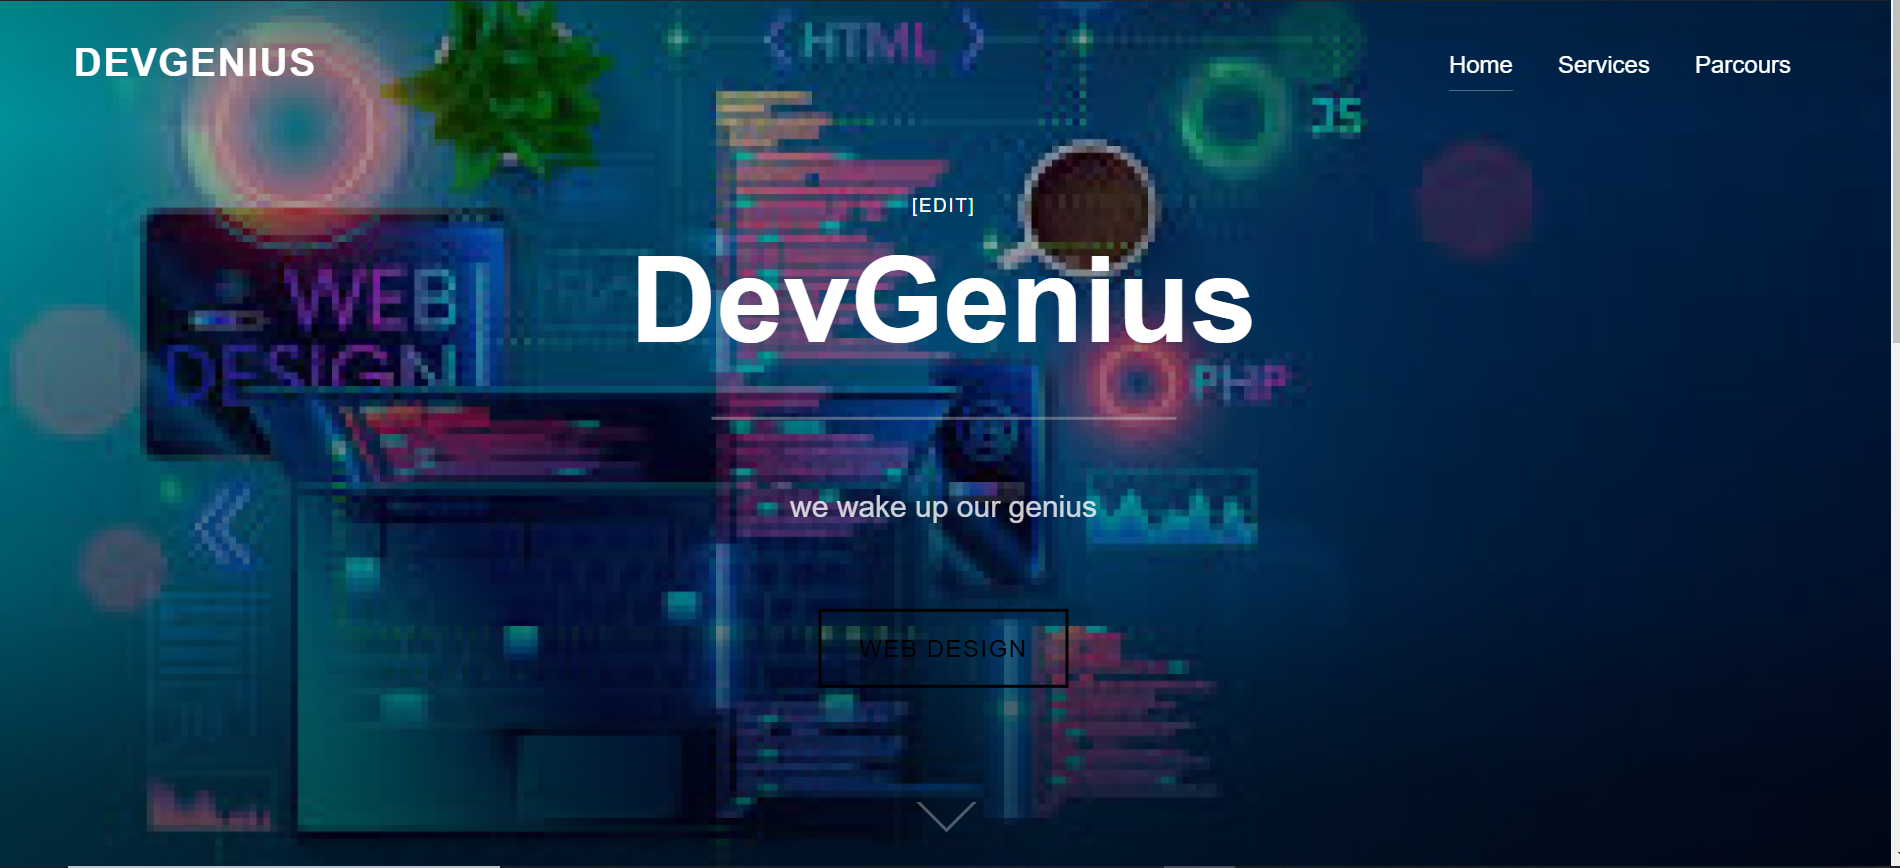 DEVGENIUS
Home Services Parcours
HTML
JS
[EDIT]
WEB
DESIGN
DevGenius
PHP
we wake up our genius
WEB DESIGN